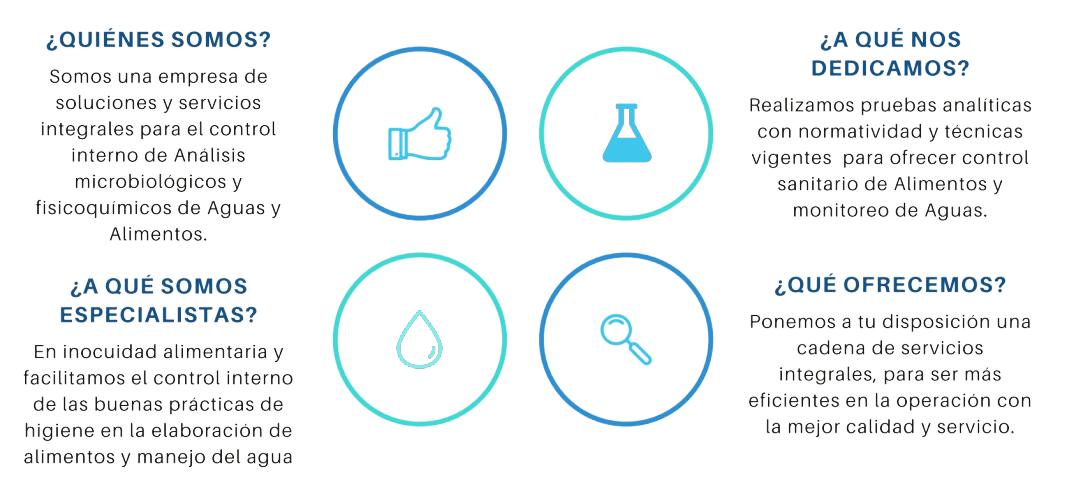 ¿QUIÉNES SOMOS?
Somos una empresa de
soluciones y servicios
integrales para el control
interno de Análisis
microbiológicos y
fisicoquímicos de Aguas y
Alimentos.
¿A QUÉ NOS
DEDICAMOS?
Realizamos pruebas analíticas
con normatividad y técnicas
vigentes para ofrecer control
sanitario de Alimentos y
monitoreo de Aguas.
¿A QUÉ SOMOS
ESPECIALISTAS?
En inocuidad alimentaria y
facilitamos el control interno
de las buenas prácticas de
higiene en la elaboración de
alimentos y manejo del agua
¿QUÉ OFRECEMOS?
Ponemos a tu disposición una
cadena de servicios
integrales, para ser más
eficientes en la operación con
la mejor calidad y servicio.